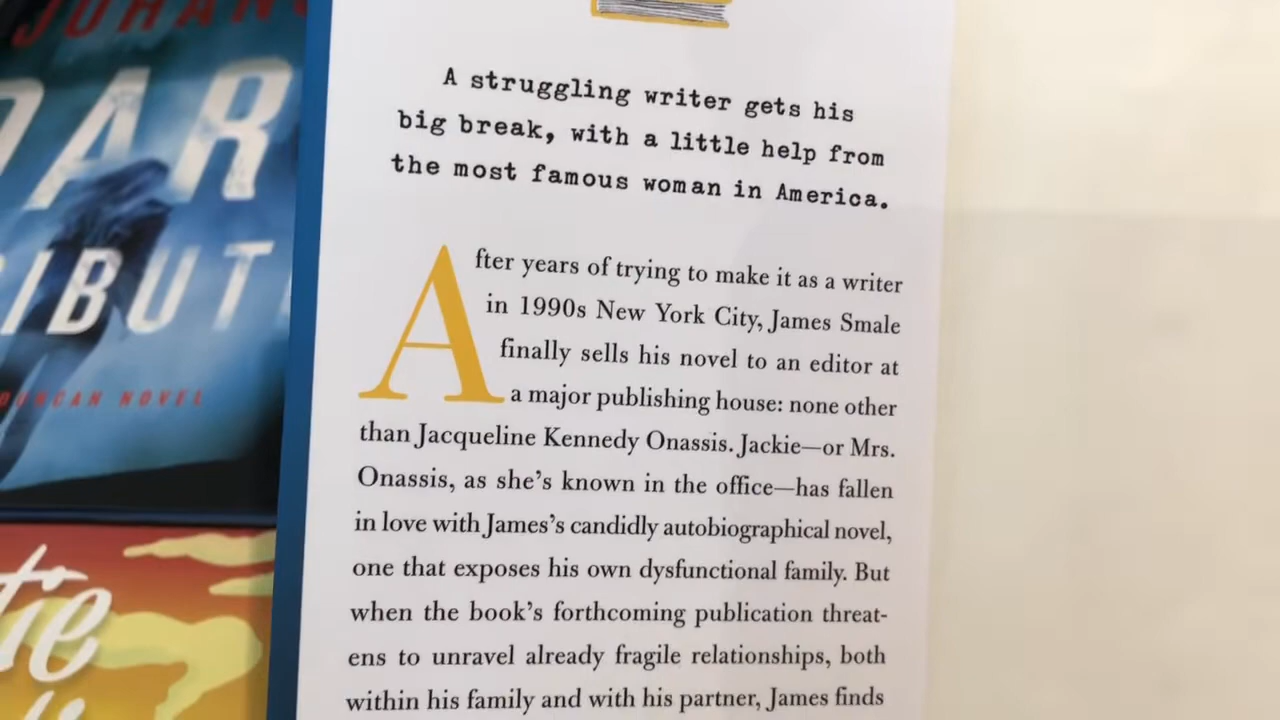 A struggling writer gets his
big break, with a little help from
the most famous woman in America.
After years of trying to make it as a writer
in 1990s New York City, James Smale
finally sells his novel to an editor at
a major publishing house: none other
than Jacqueline Kennedy Onassis. Jackie—or Mrs.
Onassis, as she's known in the office—has fallen
in love with James's candidly autobiographical novel,
one that exposes his own dysfunctional family. But
when the book's forthcoming publication threat-
ens to unravel already fragile relationships, both
within his family and with his partner, James finds
NOVEL